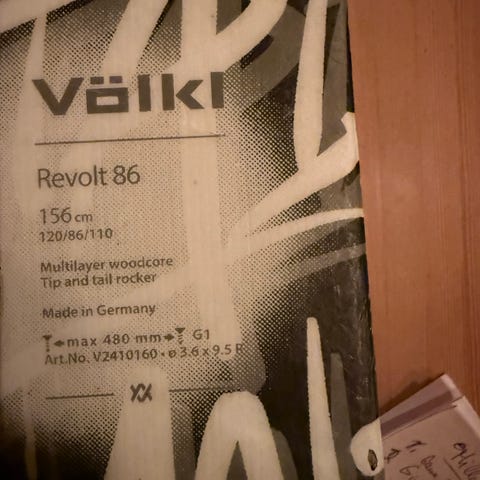 Völkl
Revolt 86
156 cm
120/86/110
Multilayer woodcore
Tip and tail rocker
Made in Germany
max 480 mm G1
Art.No. V2410160 • ø 3.6 x 9.5 F